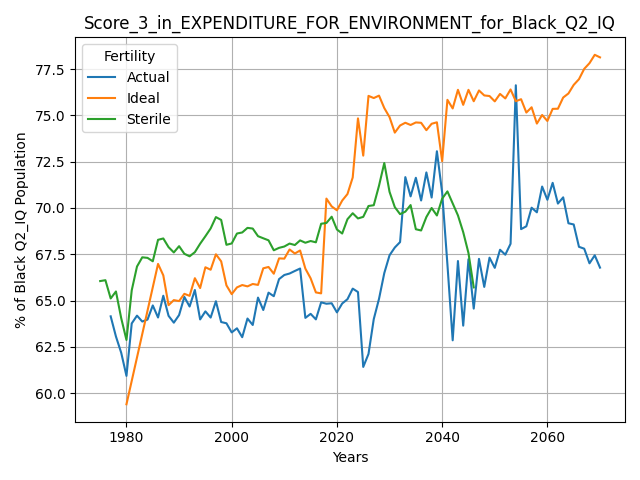 Score_3_in_EXPENDITURE_FOR_ENVIRONMENT_for_Black_Q2_IQ
Fertility
Actual
Ideal
Sterile
% of Black Q2_IQ Population
77.5
75.0
72.5
70.0
67.5
65.0
62.5
60.0
1980 2000 2020 2040 2060
Years